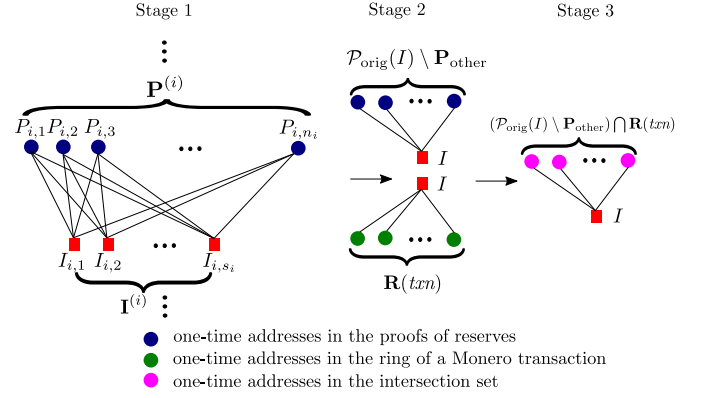 Stage 1
Stage 2
Stage 3
P^{(i)}
P_{i,1} P_{i,2} P_{i,3} ... P_{i,n_i}
I_{i,1} I_{i,2} ... I_{i,s_i}
I^{(i)}
P_orig(I) \ P_other
I
I
R(txn)
(P_orig(I) \ P_other) ⋂ R(txn)
I
one-time addresses in the proofs of reserves
one-time addresses in the ring of a Monero transaction
one-time addresses in the intersection set